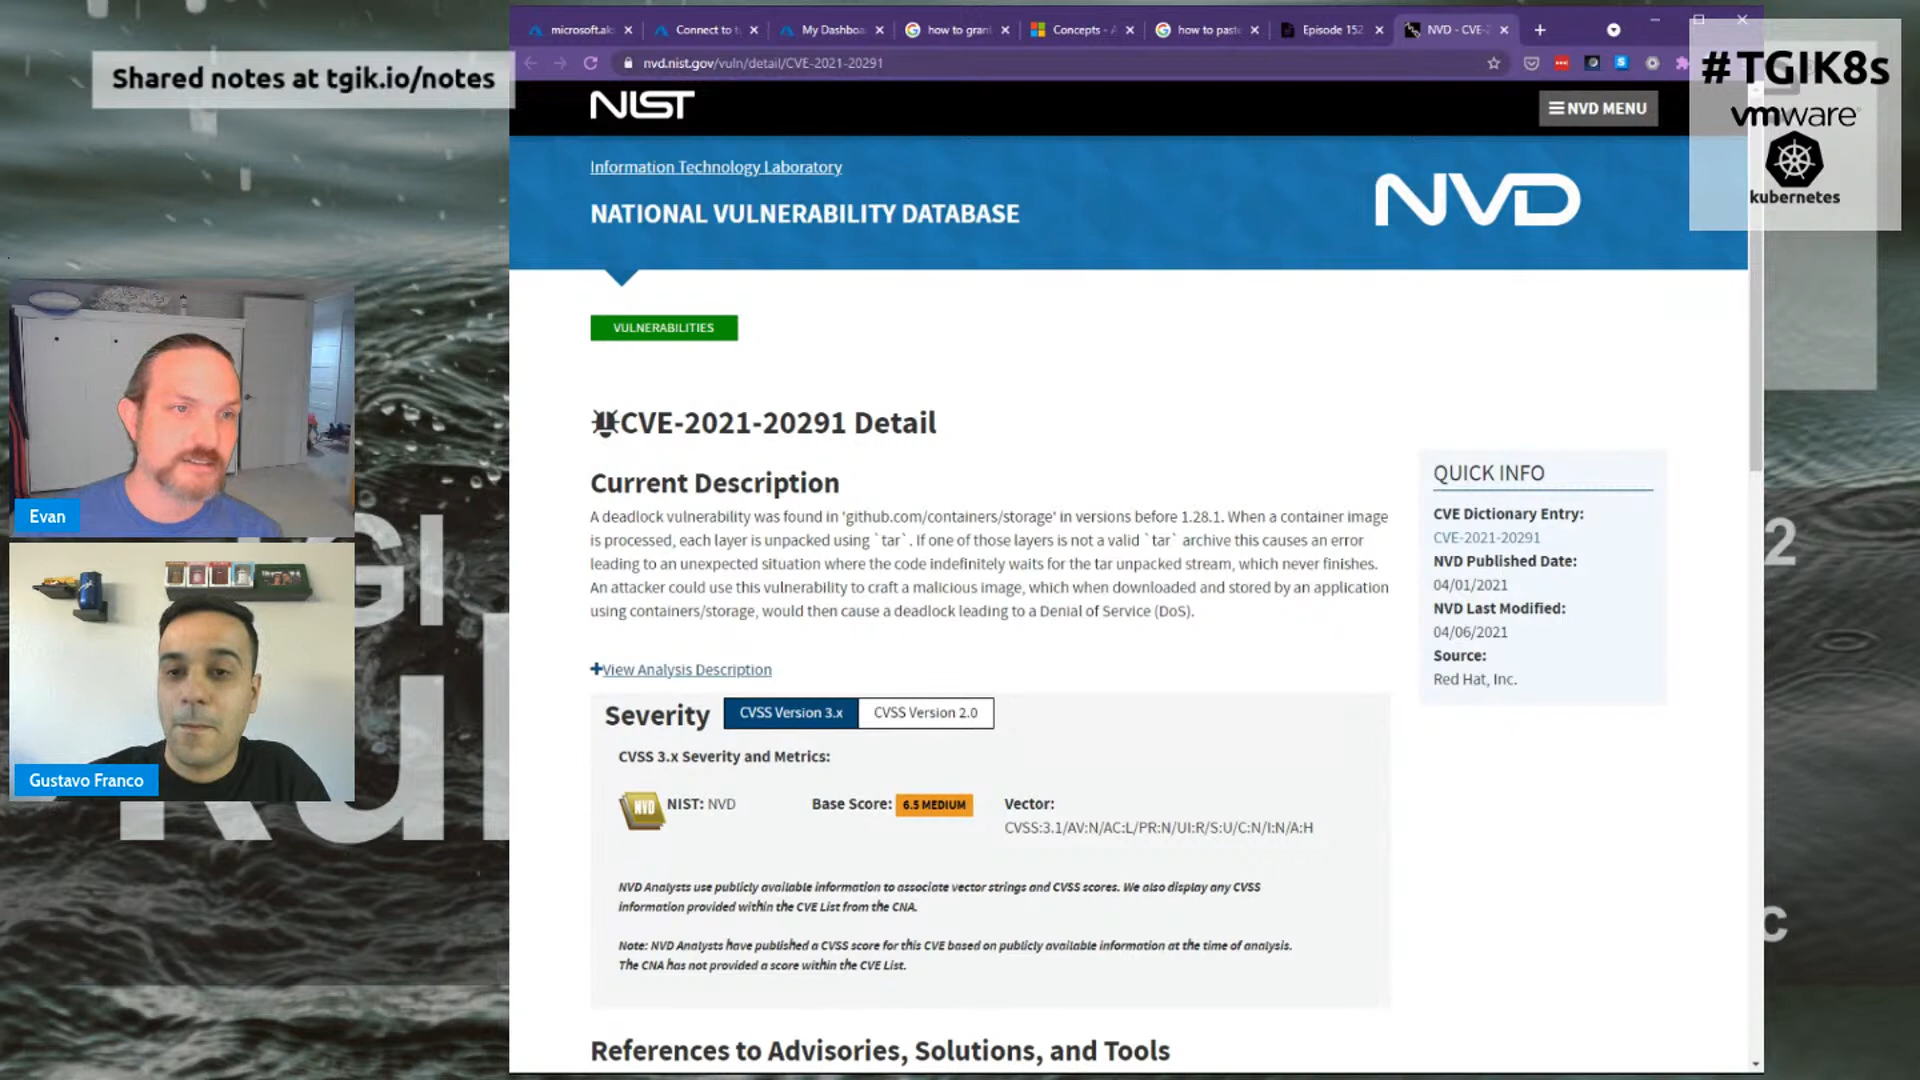 Shared notes at tgik.io/notes
microsoft.al
Connect to t
My Dashboa
how to gran
Concepts - A
how to paste
Episode 152
NVD - CVE-2
nvd.nist.gov/vuln/detail/CVE-2021-20291
#TGIK8s
vmware
kubernetes
NIST
NVD MENU
Information Technology Laboratory
NATIONAL VULNERABILITY DATABASE
NVD
VULNERABILITIES
CVE-2021-20291 Detail
Current Description
A deadlock vulnerability was found in 'github.com/containers/storage' in versions before 1.28.1. When a container image
is processed, each layer is unpacked using `tar`. If one of those layers is not a valid `tar` archive this causes an error
leading to an unexpected situation where the code indefinitely waits for the tar unpacked stream, which never finishes.
An attacker could use this vulnerability to craft a malicious image, which when downloaded and stored by an application
using containers/storage, would then cause a deadlock leading to a Denial of Service (DoS).
+View Analysis Description
QUICK INFO
CVE Dictionary Entry:
CVE-2021-20291
NVD Published Date:
04/01/2021
NVD Last Modified:
04/06/2021
Source:
Red Hat, Inc.
Severity
CVSS Version 3.x
CVSS Version 2.0
CVSS 3.x Severity and Metrics:
NVD
NIST: NVD
Base Score: 6.5 MEDIUM
Vector:
CVSS:3.1/AV:N/AC:L/PR:N/UI:R/S:U/C:N/I:N/A:H
NVD Analysts use publicly available information to associate vector strings and CVSS scores. We also display any CVSS
information provided within the CVE List from the CNA.
Note: NVD Analysts have published a CVSS score for this CVE based on publicly available information at the time of analysis.
The CNA has not provided a score within the CVE List.
References to Advisories, Solutions, and Tools
Evan
Gustavo Franco